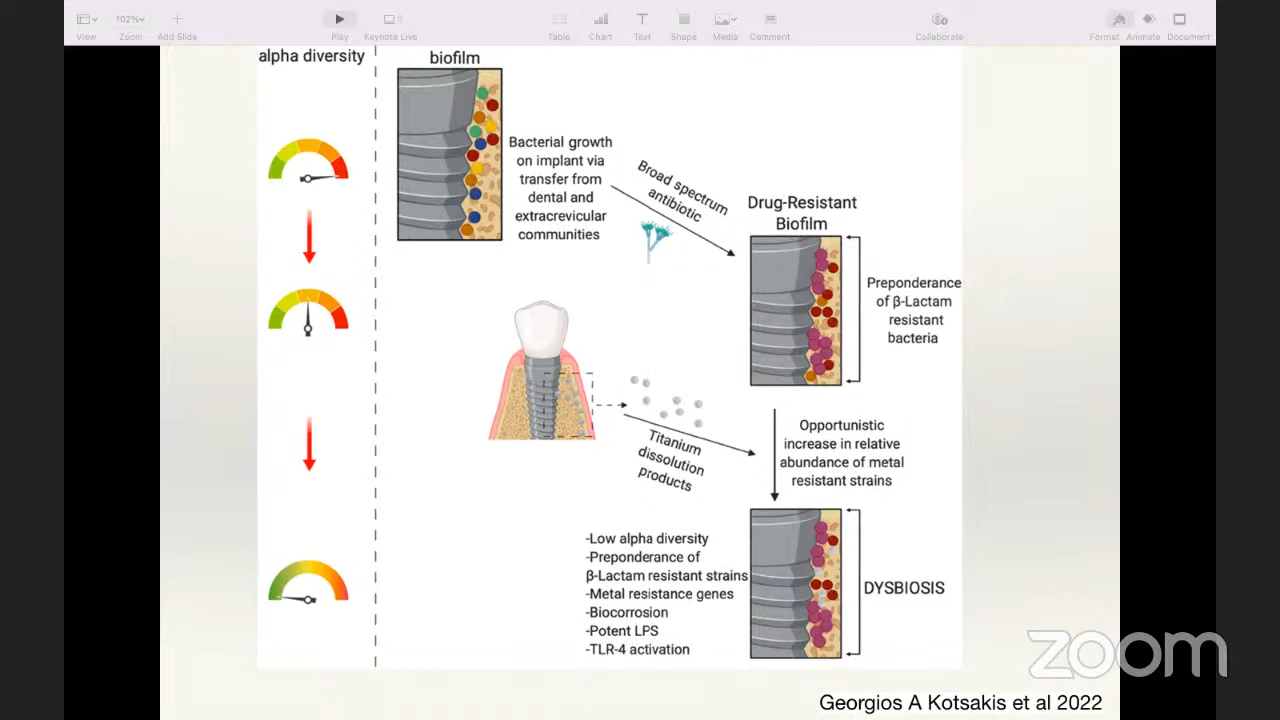 102%
View
Zoom
Add Slide
Play
Keynote Live
Table
Chart
Text
Shape
Media
Comment
Collaborate
Format
Animate
Document
alpha diversity
biofilm
Bacterial growth
on implant via
transfer from
dental and
extracrevicular
communities
Broad spectrum
antibiotic
Drug-Resistant
Biofilm
Preponderance
of β-Lactam
resistant
bacteria
Titanium
dissolution
products
Opportunistic
increase in relative
abundance of metal
resistant strains
-Low alpha diversity
-Preponderance of
β-Lactam resistant strains
-Metal resistance genes
-Biocorrosion
-Potent LPS
-TLR-4 activation
DYSBIOSIS
zoom
Georgios A Kotsakis et al 2022